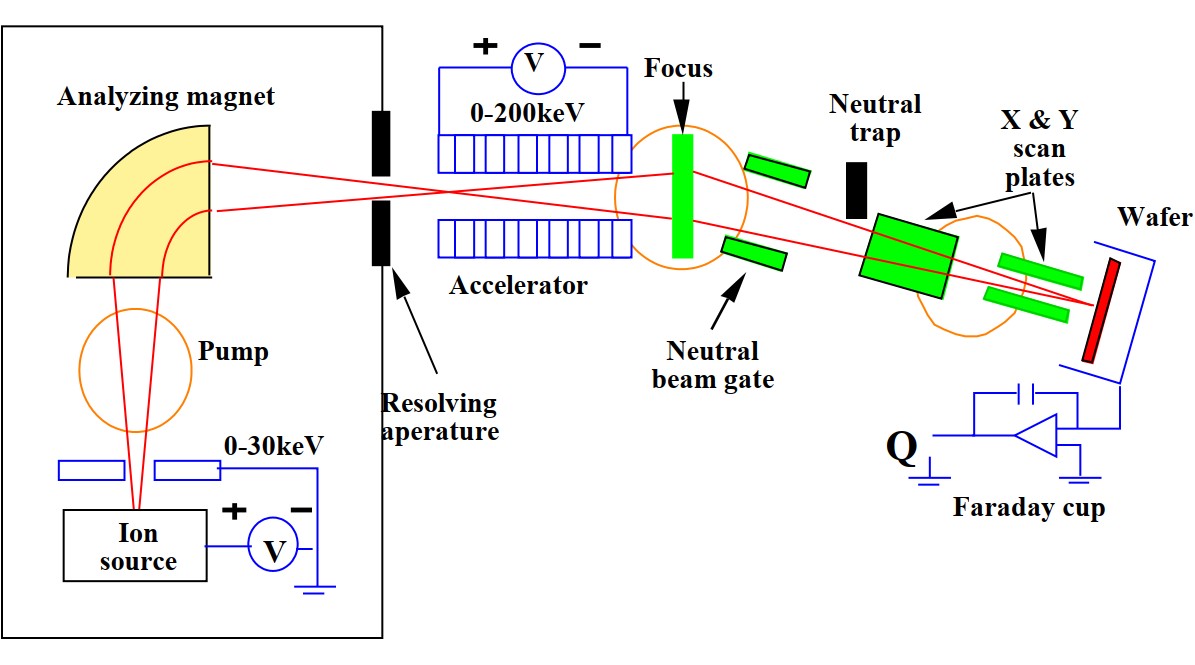 Analyzing magnet
+
V
−
0-200keV
Focus
Neutral
trap
X & Y
scan
plates
Wafer
Accelerator
Pump
Neutral
beam gate
Resolving
aperature
0-30keV
Ion
source
+
−
V
Q
Faraday cup